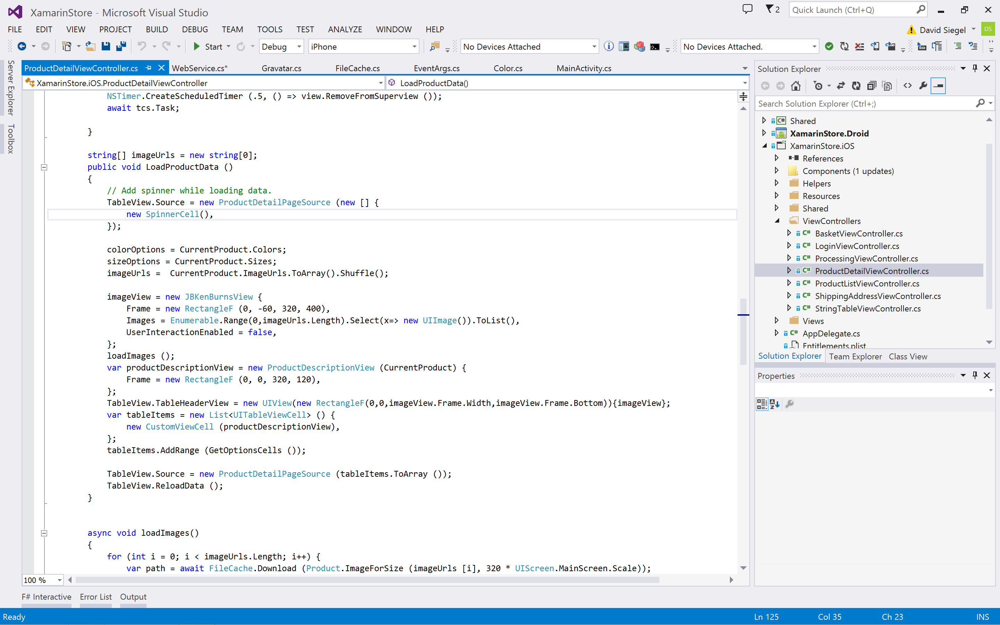 XamarinStore - Microsoft Visual Studio
2
Quick Launch (Ctrl+Q)
FILE EDIT VIEW PROJECT BUILD DEBUG TEAM TOOLS TEST ANALYZE WINDOW HELP
David Siegel
DS
Start
Debug
iPhone
No Devices Attached
No Devices Attached.
Server Explorer
Toolbox
ProductDetailViewController.cs
WebService.cs*
Gravatar.cs
FileCache.cs
EventArgs.cs
Color.cs
MainActivity.cs
XamarinStore.iOS.ProductDetailViewController
LoadProductData()
NSTimer.CreateScheduledTimer (.5, () => view.RemoveFromSuperview ());
await tcs.Task;
}
string[] imageUrls = new string[0];
public void LoadProductData ()
{
// Add spinner while loading data.
TableView.Source = new ProductDetailPageSource (new [] {
new SpinnerCell(),
});
colorOptions = CurrentProduct.Colors;
sizeOptions = CurrentProduct.Sizes;
imageUrls =  CurrentProduct.ImageUrls.ToArray().Shuffle();
imageView = new JBKenBurnsView {
Frame = new RectangleF (0, -60, 320, 400),
Images = Enumerable.Range(0,imageUrls.Length).Select(x=> new UIImage()).ToList(),
UserInteractionEnabled = false,
};
loadImages ();
var productDescriptionView = new ProductDescriptionView (CurrentProduct) {
Frame = new RectangleF (0, 0, 320, 120),
};
TableView.TableHeaderView = new UIView(new RectangleF(0,0,imageView.Frame.Width,imageView.Frame.Bottom)){imageView};
var tableItems = new List<UITableViewCell> () {
new CustomViewCell (productDescriptionView),
};
tableItems.AddRange (GetOptionsCells ());
TableView.Source = new ProductDetailPageSource (tableItems.ToArray ());
TableView.ReloadData ();
}
async void loadImages()
{
for (int i = 0; i < imageUrls.Length; i++) {
var path = await FileCache.Download (Product.ImageForSize (imageUrls [i], 320 * UIScreen.MainScreen.Scale));
100 %
Solution Explorer
Search Solution Explorer (Ctrl+;)
C# Shared
XamarinStore.Droid
XamarinStore.iOS
References
Components (1 updates)
Helpers
Resources
Shared
ViewControllers
C# BasketViewController.cs
C# LoginViewController.cs
C# ProcessingViewController.cs
C# ProductDetailViewController.cs
C# ProductListViewController.cs
C# ShippingAddressViewController.cs
C# StringTableViewController.cs
Views
C# AppDelegate.cs
Entitlements.plist
Solution Explorer Team Explorer Class View
Properties
F# Interactive Error List Output
Ready
Ln 125
Col 35
Ch 23
INS